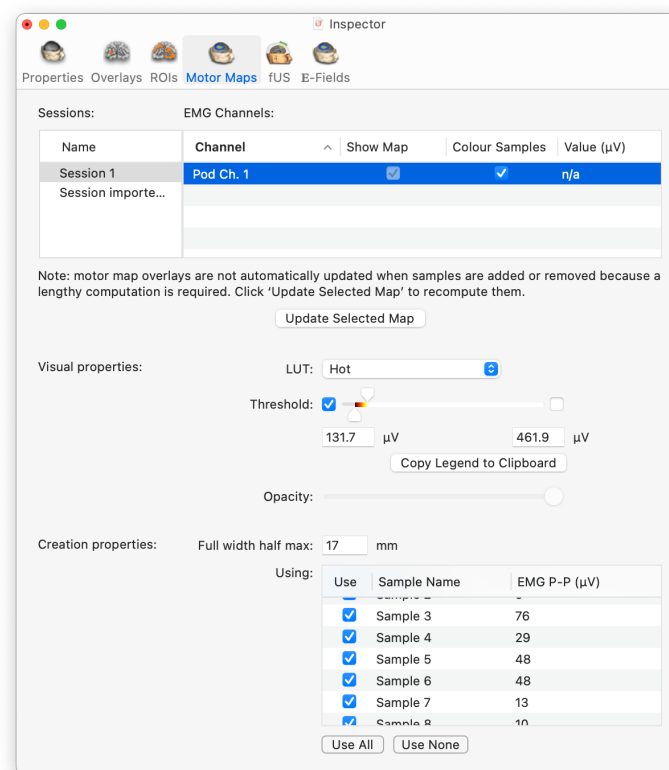 Inspector
Properties Overlays ROIs Motor Maps fUS E-Fields
Sessions: EMG Channels:
Name Channel Show Map Colour Samples Value (µV)
Session 1 Pod Ch. 1 n/a
Session importe...
Note: motor map overlays are not automatically updated when samples are added or removed because a
lengthy computation is required. Click ‘Update Selected Map’ to recompute them.
Update Selected Map
Visual properties: LUT: Hot
Threshold:
131.7 µV 461.9 µV
Copy Legend to Clipboard
Opacity:
Creation properties: Full width half max: 17 mm
Using: Use Sample Name EMG P-P (µV)
Sample 3 76
Sample 4 29
Sample 5 48
Sample 6 48
Sample 7 13
Sample 8 10
Use All Use None